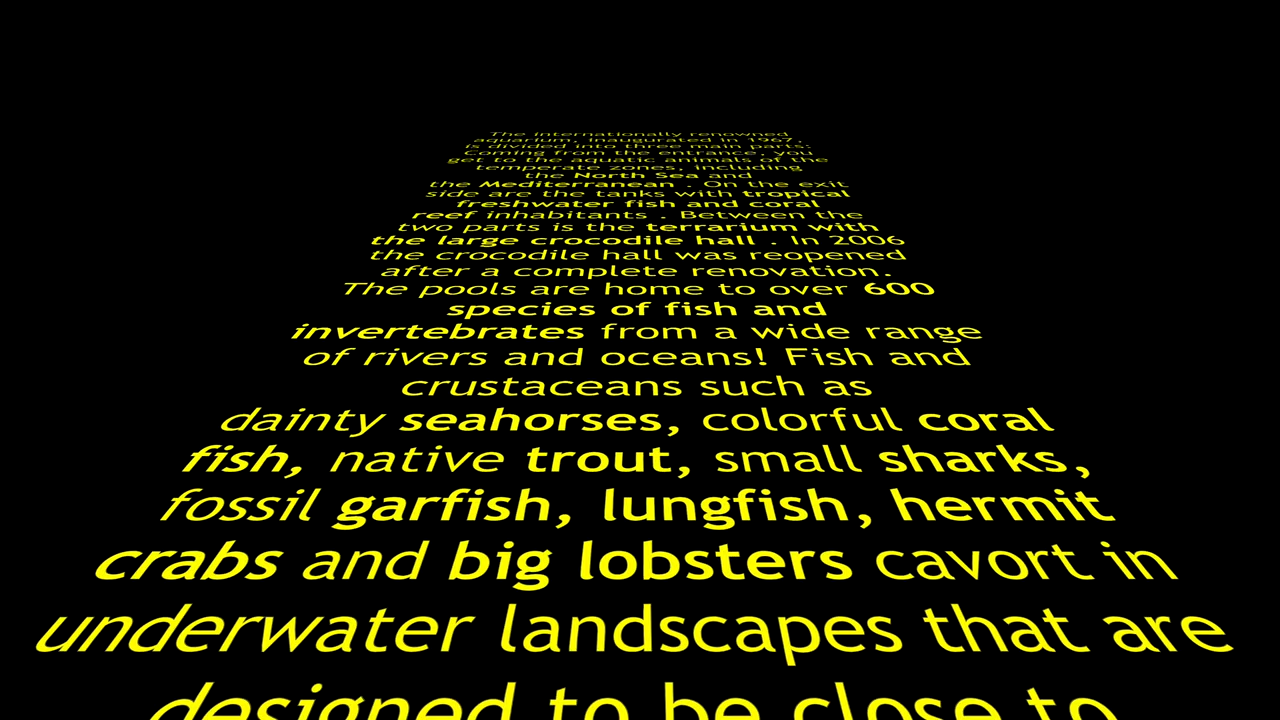 The internationally renowned
aquarium, inaugurated in 1967,
is divided into three main parts:
Coming from the entrance, you
get to the aquatic animals of the
temperate zones, including
the North Sea and
the Mediterranean . On the exit
side are the tanks with tropical
freshwater fish and coral
reef inhabitants . Between the
two parts is the terrarium with
the large crocodile hall . In 2006
the crocodile hall was reopened
after a complete renovation.
The pools are home to over 600
species of fish and
invertebrates from a wide range
of rivers and oceans! Fish and
crustaceans such as
dainty seahorses, colorful coral
fish, native trout, small sharks,
fossil garfish, lungfish, hermit
crabs and big lobsters cavort in
underwater landscapes that are
designed to be close to